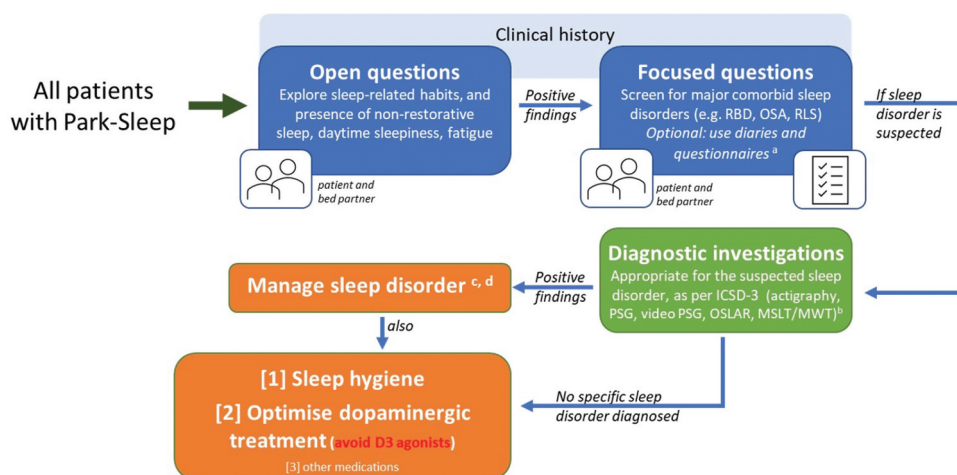 Clinical history
All patients
with Park-Sleep
Open questions
Explore sleep-related habits, and
presence of non-restorative
sleep, daytime sleepiness, fatigue
patient and
bed partner
Positive
findings
Focused questions
Screen for major comorbid sleep
disorders (e.g. RBD, OSA, RLS)
Optional: use diaries and
questionnaires a
patient and
bed partner
If sleep
disorder is
suspected
Diagnostic investigations
Appropriate for the suspected sleep
disorder, as per ICSD-3 (actigraphy,
PSG, video PSG, OSLAR, MSLT/MWT)b
Positive
findings
Manage sleep disorder c, d
also
No specific sleep
disorder diagnosed
[1] Sleep hygiene
[2] Optimise dopaminergic
treatment (avoid D3 agonists)
[3] other medications